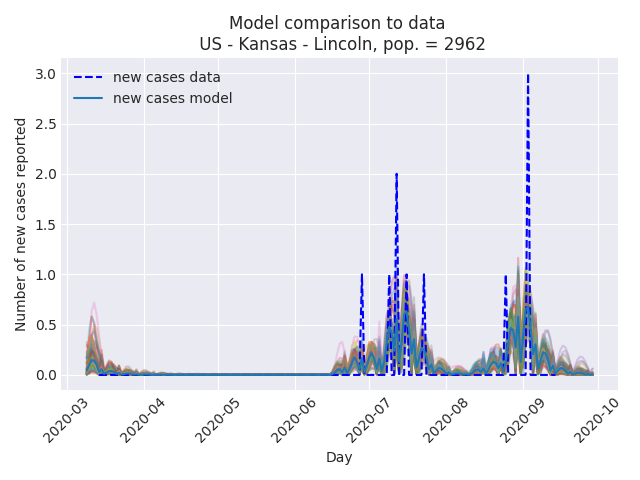 Model comparison to data
US - Kansas - Lincoln, pop. = 2962
new cases data
new cases model
Number of new cases reported
3.0
2.5
2.0
1.5
1.0
0.5
0.0
2020-03
2020-04
2020-05
2020-06
2020-07
2020-08
2020-09
2020-10
Day